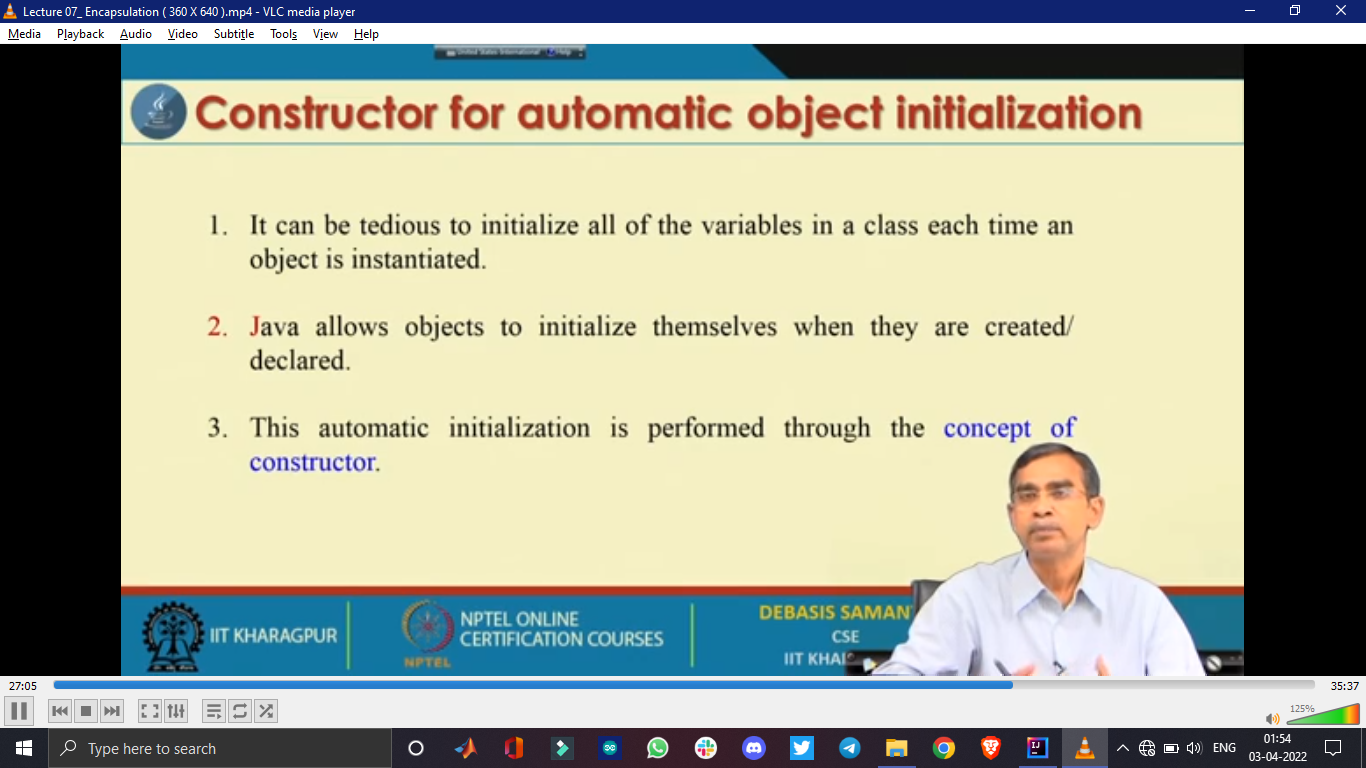 Lecture 07_ Encapsulation ( 360 X 640 ).mp4 - VLC media player
Media Playback Audio Video Subtitle Tools View Help
Constructor for automatic object initialization
1. It can be tedious to initialize all of the variables in a class each time an
object is instantiated.
2. Java allows objects to initialize themselves when they are created/
declared.
3. This automatic initialization is performed through the concept of
constructor.
IIT KHARAGPUR
NPTEL
NPTEL ONLINE
CERTIFICATION COURSES
DEBASIS SAMAN
CSE
IIT KHA
27:05
35:37
125%
Type here to search
ENG
01:54
03-04-2022